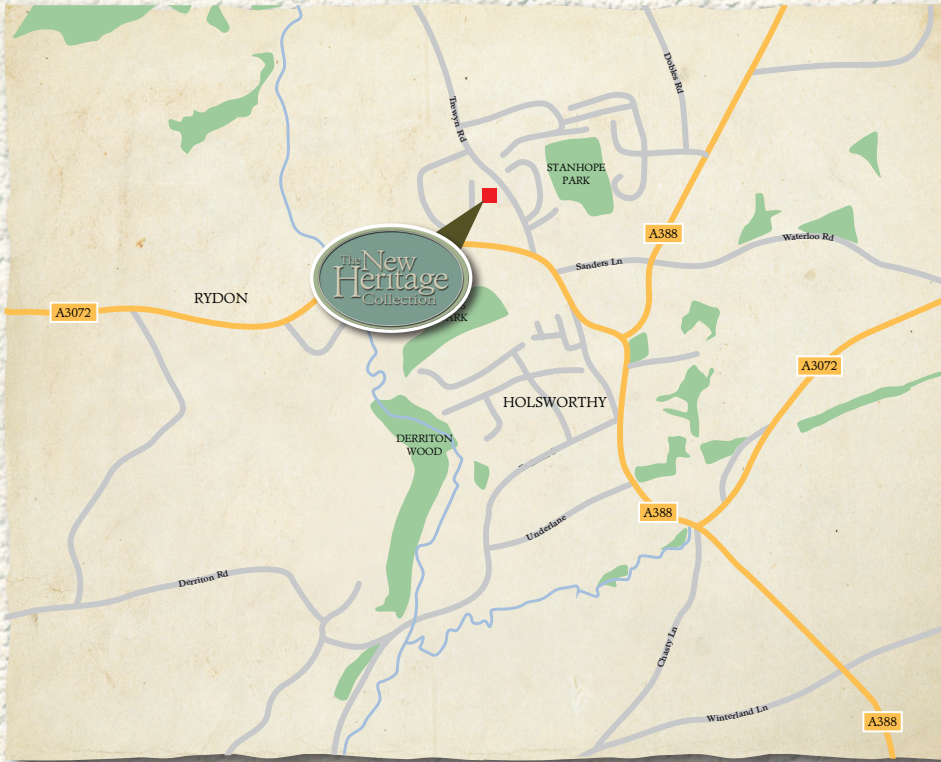 Trewyn Rd
Dobles Rd
STANHOPE
PARK
A388
Waterloo Rd
Sanders Ln
The New
Heritage
Collection
RYDON
A3072
ARK
A3072
HOLSWORTHY
DERRITON
WOOD
A388
Underlane
Derriton Rd
Chasty Ln
Winterland Ln
A388